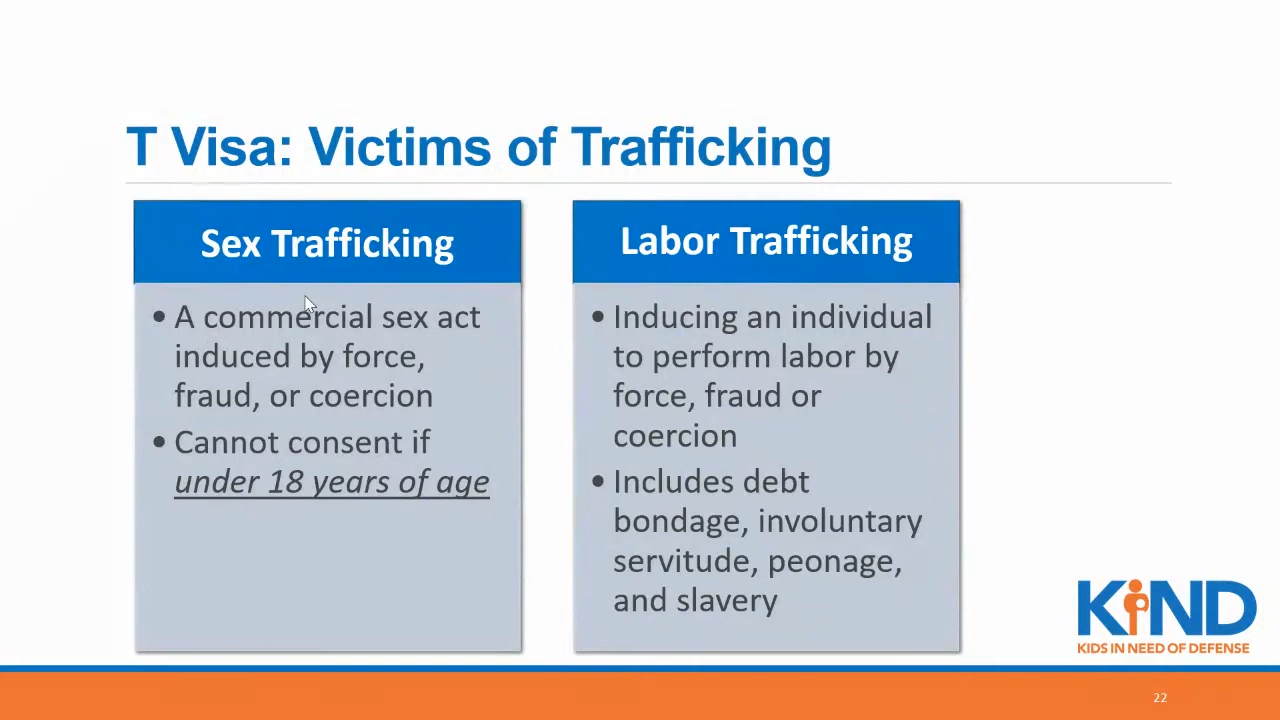 T Visa: Victims of Trafficking
Sex Trafficking
• A commercial sex act
induced by force,
fraud, or coercion
• Cannot consent if
under 18 years of age
Labor Trafficking
• Inducing an individual
to perform labor by
force, fraud or
coercion
• Includes debt
bondage, involuntary
servitude, peonage,
and slavery
KiND
KIDS IN NEED OF DEFENSE
22